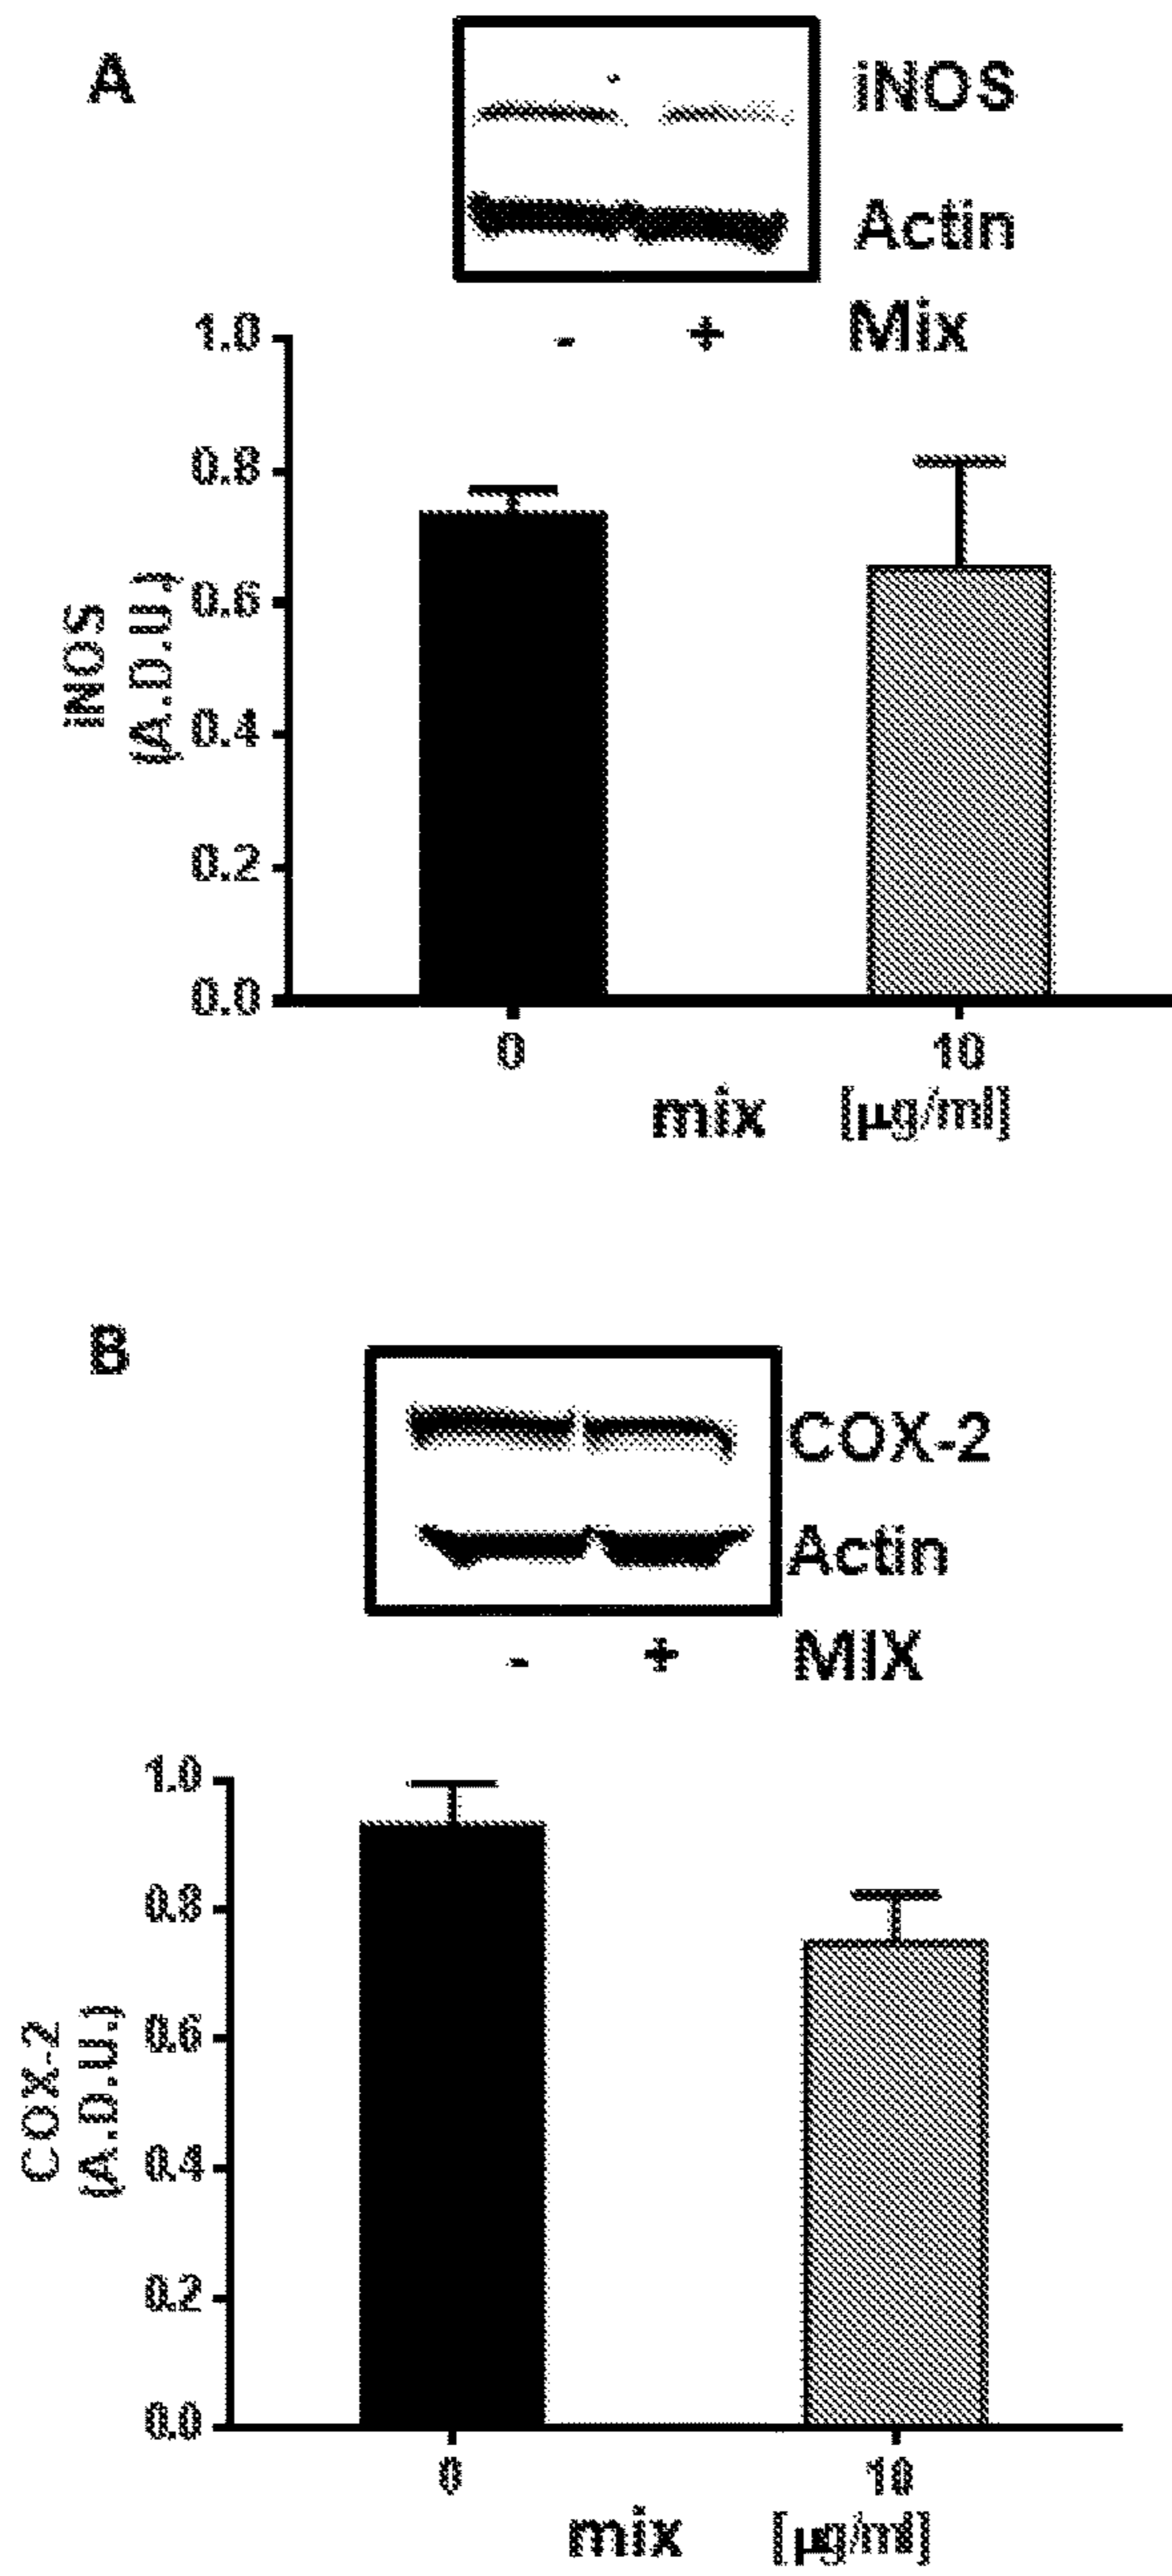 A
iNOS
Actin
- + Mix
1.0
0.8
0.6
0.4
0.2
0.0
iNOS
(A.D.U.)
0 10
mix [µg/ml]
B
COX-2
Actin
- + MIX
1.0
0.8
0.6
0.4
0.2
0.0
COX-2
(A.D.U.)
0 10
mix [µg/ml]